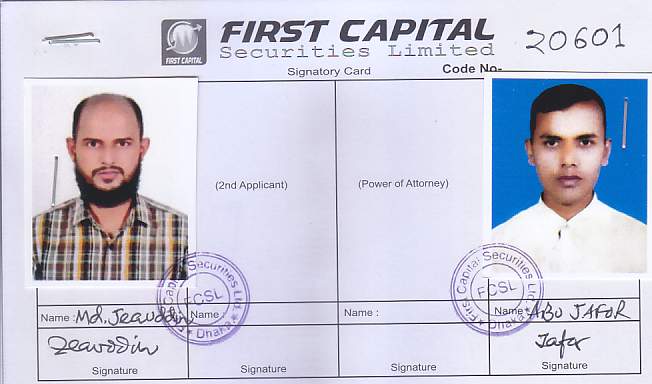 FIRST CAPITAL
Securities Limited
FIRST CAPITAL
Signatory Card
Code No-
20601
(2nd Applicant)
(Power of Attorney)
First Capital Securities Ltd. * Dhaka *
FCSL
First Capital Securities Ltd. * Dhaka *
FCSL
Name : Md. Jeauddin
Name :
Name :
Name : ABU JAFOR
Jeavddin
Jafor
Signature
Signature
Signature
Signature